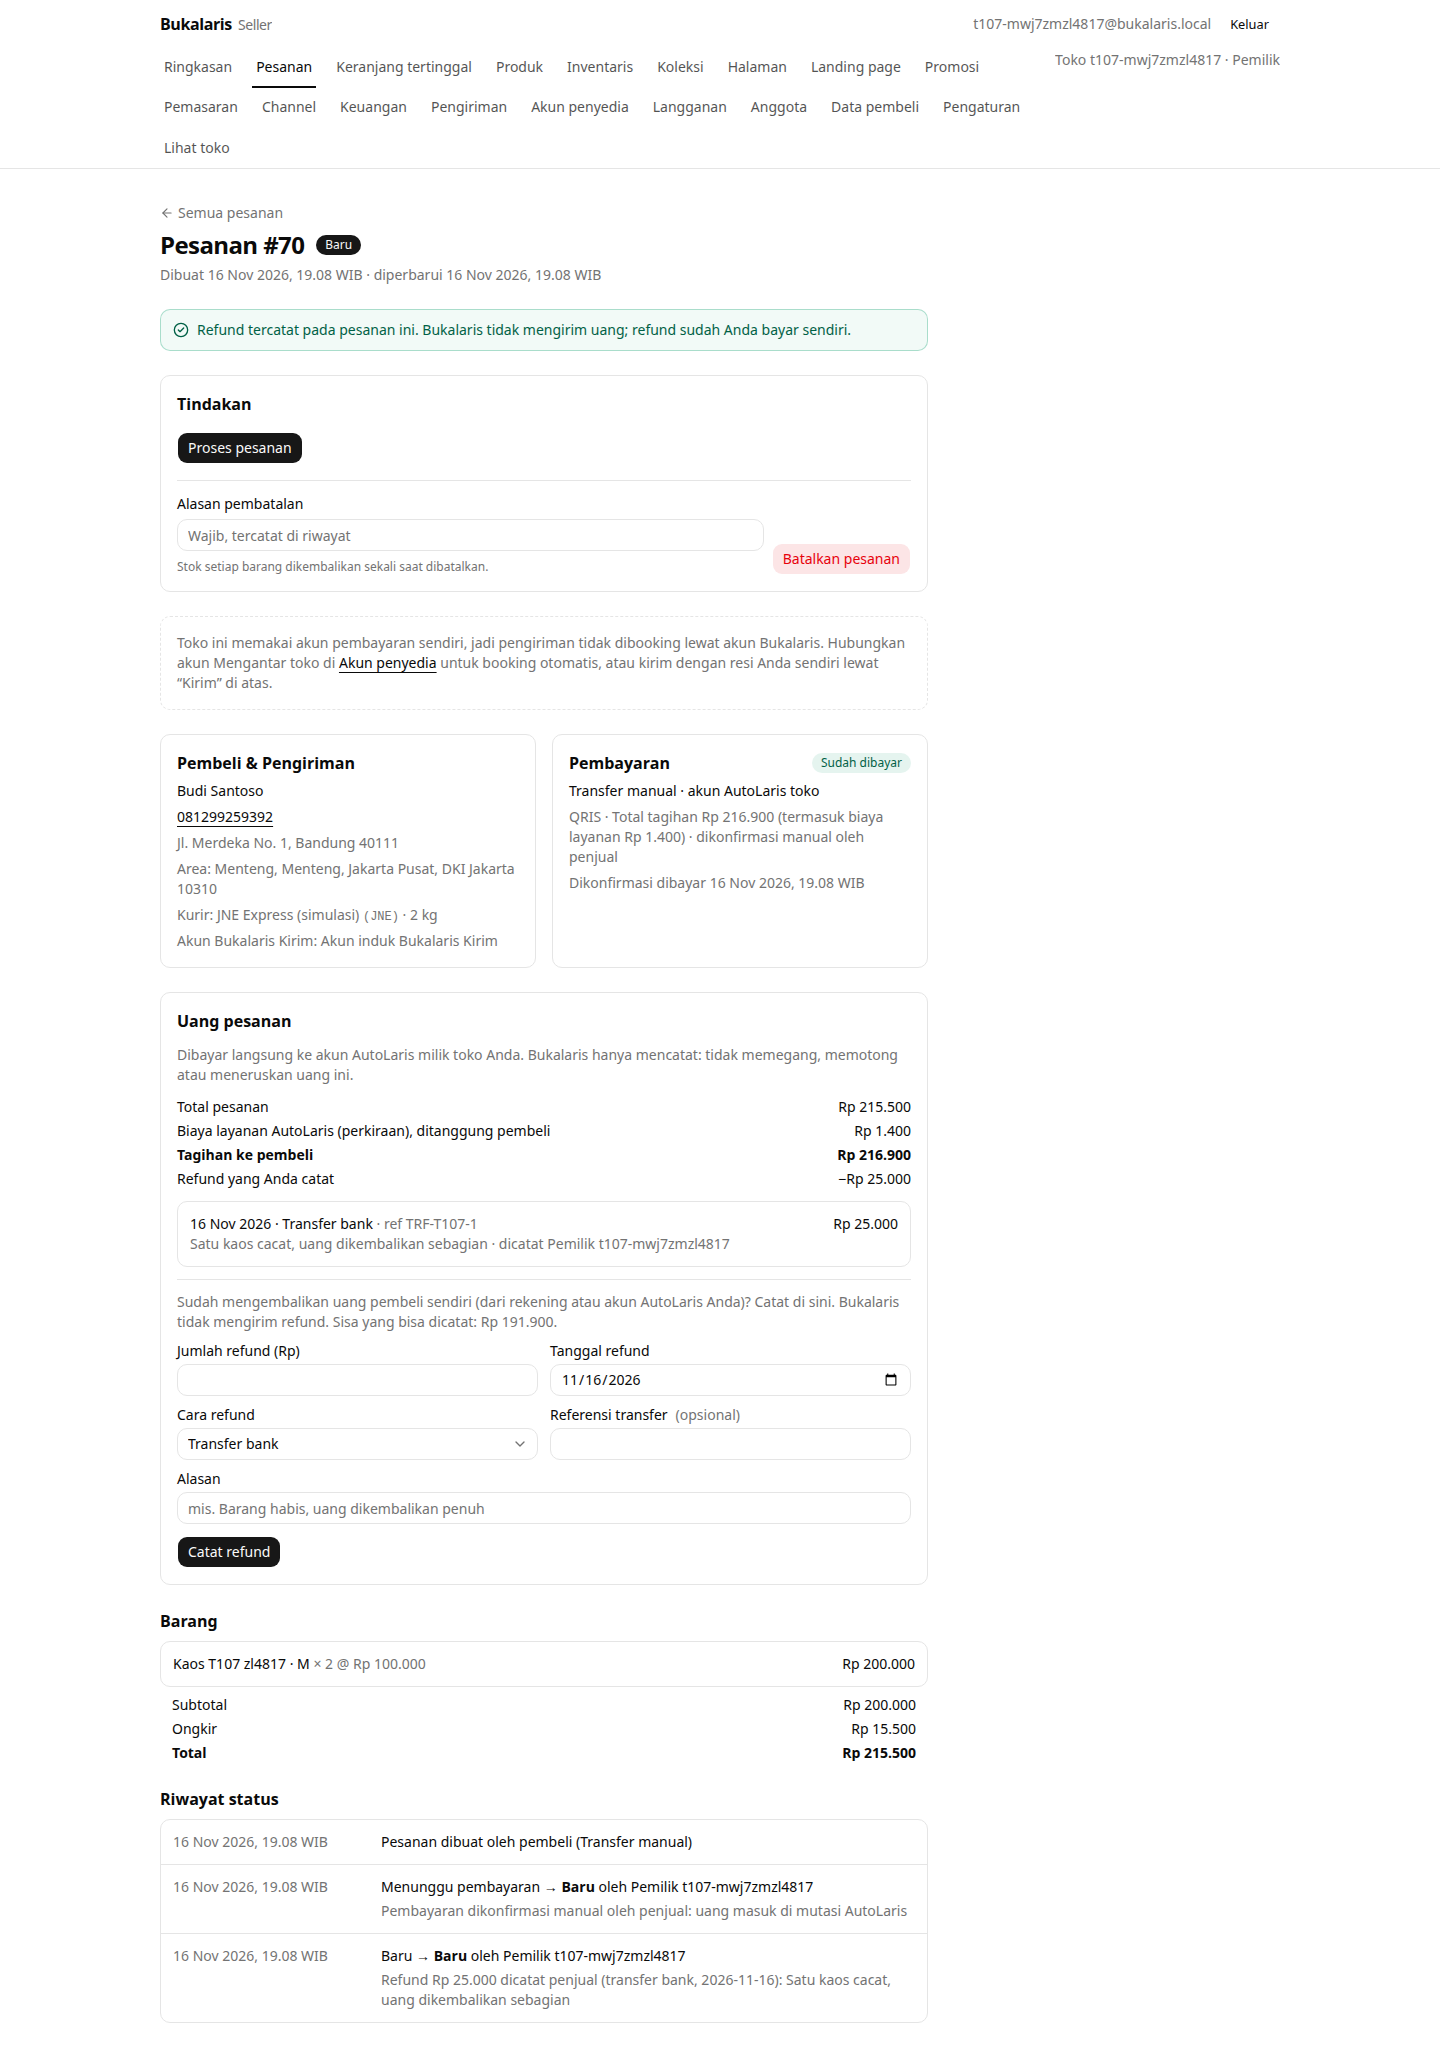 Bukalaris Seller
t107-mwj7zmzl4817@bukalaris.local Keluar
Ringkasan Pesanan Keranjang tertinggal Produk Inventaris Koleksi Halaman Landing page Promosi
Toko t107-mwj7zmzl4817 · Pemilik
Pemasaran Channel Keuangan Pengiriman Akun penyedia Langganan Anggota Data pembeli Pengaturan
Lihat toko
← Semua pesanan
Pesanan #70 Baru
Dibuat 16 Nov 2026, 19.08 WIB · diperbarui 16 Nov 2026, 19.08 WIB
Refund tercatat pada pesanan ini. Bukalaris tidak mengirim uang; refund sudah Anda bayar sendiri.
Tindakan
Proses pesanan
Alasan pembatalan
Wajib, tercatat di riwayat
Batalkan pesanan
Stok setiap barang dikembalikan sekali saat dibatalkan.
Toko ini memakai akun pembayaran sendiri, jadi pengiriman tidak dibooking lewat akun Bukalaris. Hubungkan
akun Mengantar toko di Akun penyedia untuk booking otomatis, atau kirim dengan resi Anda sendiri lewat
“Kirim” di atas.
Pembeli & Pengiriman
Budi Santoso
081299259392
Jl. Merdeka No. 1, Bandung 40111
Area: Menteng, Menteng, Jakarta Pusat, DKI Jakarta
10310
Kurir: JNE Express (simulasi) (JNE) · 2 kg
Akun Bukalaris Kirim: Akun induk Bukalaris Kirim
Pembayaran Sudah dibayar
Transfer manual · akun AutoLaris toko
QRIS · Total tagihan Rp 216.900 (termasuk biaya
layanan Rp 1.400) · dikonfirmasi manual oleh
penjual
Dikonfirmasi dibayar 16 Nov 2026, 19.08 WIB
Uang pesanan
Dibayar langsung ke akun AutoLaris milik toko Anda. Bukalaris hanya mencatat: tidak memegang, memotong
atau meneruskan uang ini.
Total pesanan Rp 215.500
Biaya layanan AutoLaris (perkiraan), ditanggung pembeli Rp 1.400
Tagihan ke pembeli Rp 216.900
Refund yang Anda catat −Rp 25.000
16 Nov 2026 · Transfer bank · ref TRF-T107-1 Rp 25.000
Satu kaos cacat, uang dikembalikan sebagian · dicatat Pemilik t107-mwj7zmzl4817
Sudah mengembalikan uang pembeli sendiri (dari rekening atau akun AutoLaris Anda)? Catat di sini. Bukalaris
tidak mengirim refund. Sisa yang bisa dicatat: Rp 191.900.
Jumlah refund (Rp) Tanggal refund
11/16/2026
Cara refund Referensi transfer (opsional)
Transfer bank
Alasan
mis. Barang habis, uang dikembalikan penuh
Catat refund
Barang
Kaos T107 zl4817 · M × 2 @ Rp 100.000 Rp 200.000
Subtotal Rp 200.000
Ongkir Rp 15.500
Total Rp 215.500
Riwayat status
16 Nov 2026, 19.08 WIB Pesanan dibuat oleh pembeli (Transfer manual)
16 Nov 2026, 19.08 WIB Menunggu pembayaran → Baru oleh Pemilik t107-mwj7zmzl4817
Pembayaran dikonfirmasi manual oleh penjual: uang masuk di mutasi AutoLaris
16 Nov 2026, 19.08 WIB Baru → Baru oleh Pemilik t107-mwj7zmzl4817
Refund Rp 25.000 dicatat penjual (transfer bank, 2026-11-16): Satu kaos cacat,
uang dikembalikan sebagian